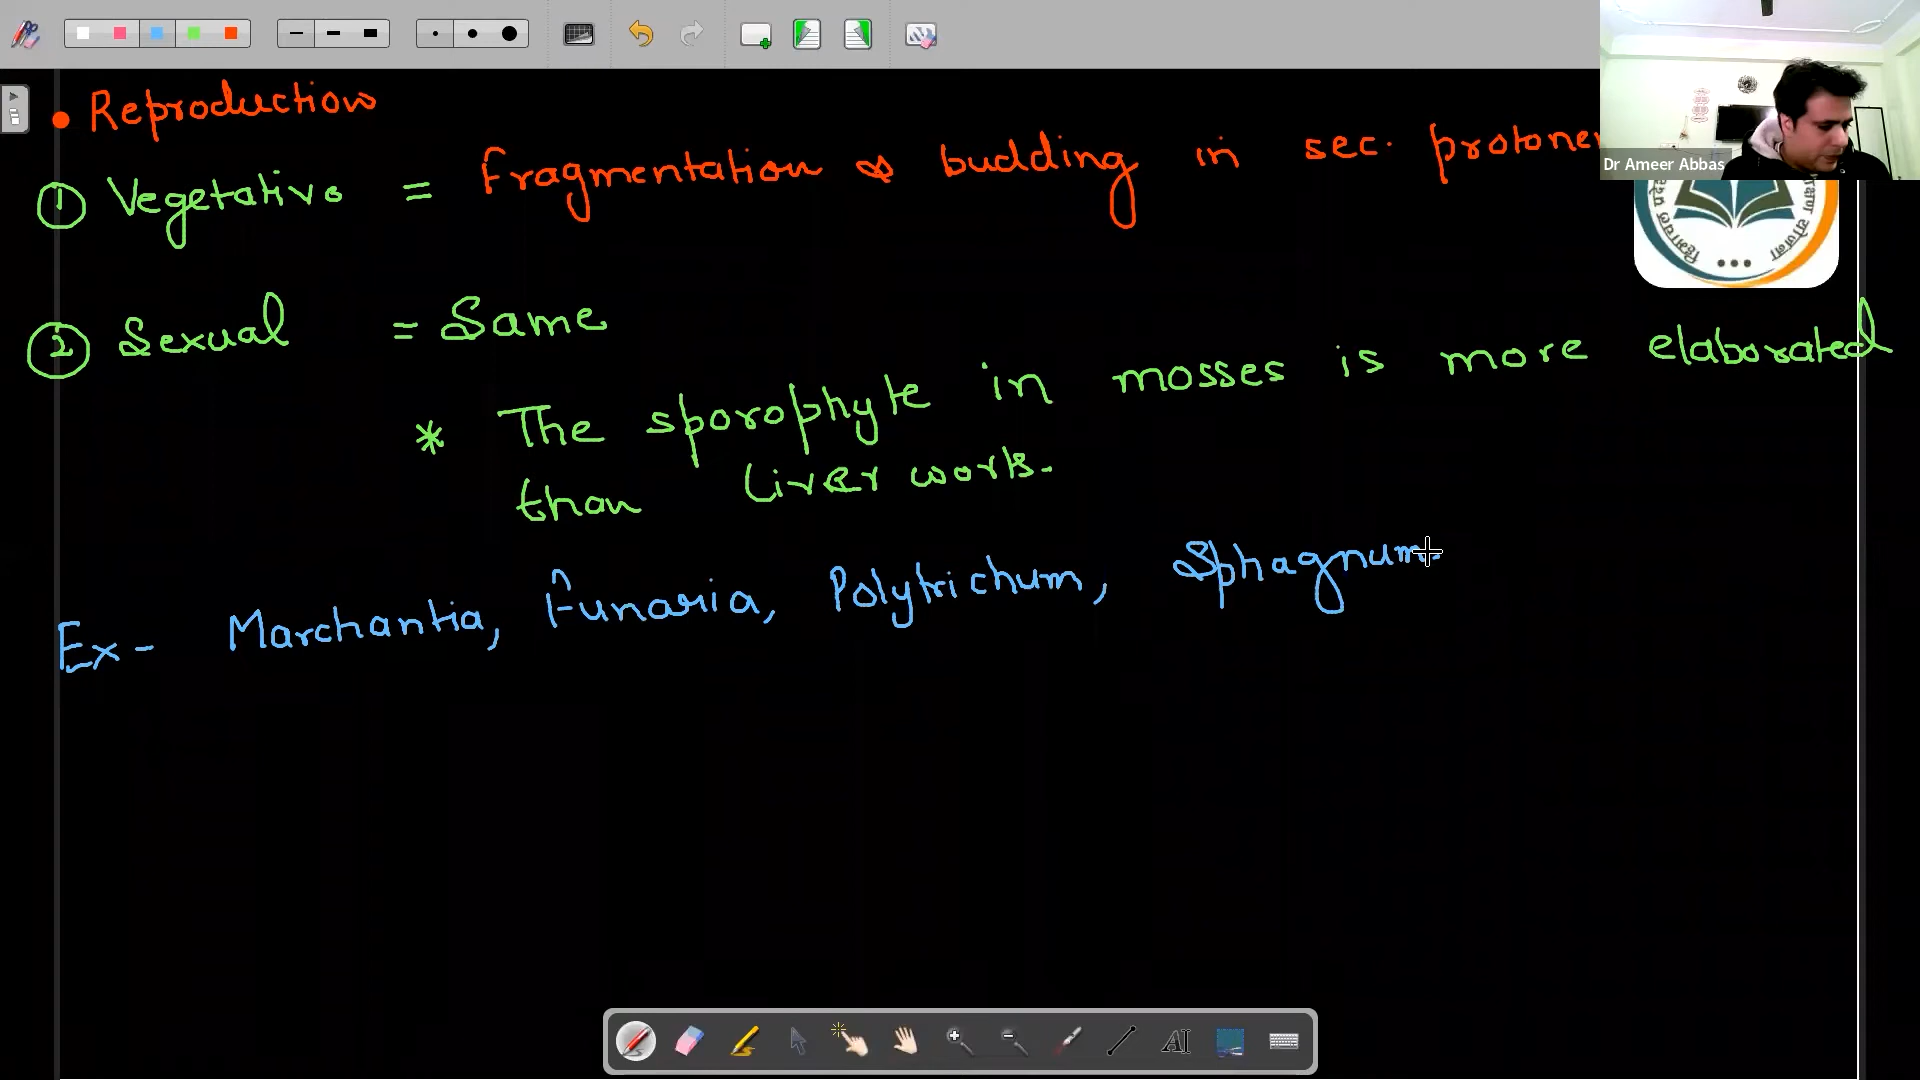 • Reproduction
① Vegetative = Fragmentation & budding in sec. protone
② Sexual = Same
* The sporophyte in mosses is more elaborated
than Liver worts.
Ex- Marchantia, Funaria, Polytrichum, Sphagnum
Dr Ameer Abbas